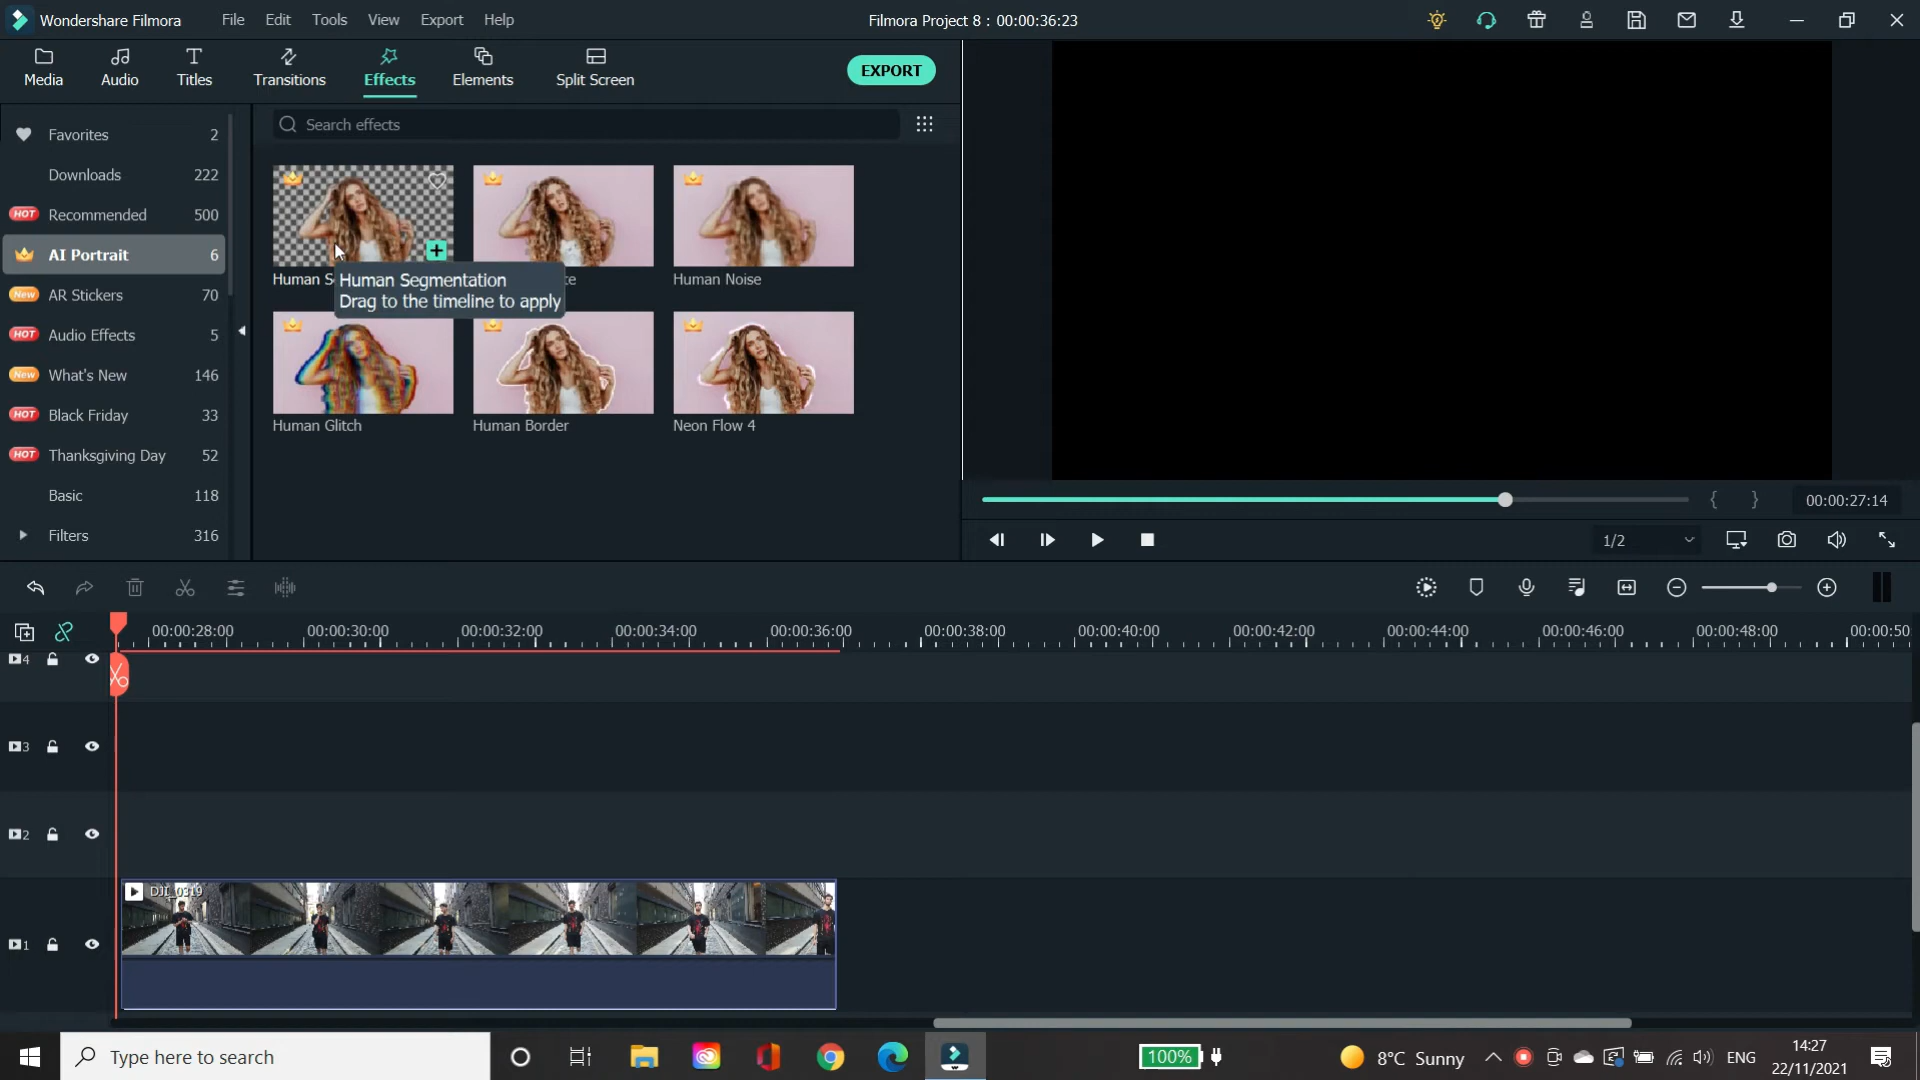 Wondershare Filmora File Edit Tools View Export Help Filmora Project 8 : 00:00:36:23
Media Audio Titles Transitions Effects Elements Split Screen EXPORT
Search effects
Favorites 2
Downloads 222
HOT Recommended 500
AI Portrait 6
New AR Stickers 70
HOT Audio Effects 5
New What's New 146
HOT Black Friday 33
HOT Thanksgiving Day 52
Basic 118
Filters 316
Human Noise
Human Segmentation
Drag to the timeline to apply
Human Glitch Human Border Neon Flow 4
00:00:27:14
1/2
00:00:28:00 00:00:30:00 00:00:32:00 00:00:34:00 00:00:36:00 00:00:38:00 00:00:40:00 00:00:42:00 00:00:44:00 00:00:46:00 00:00:48:00 00:00:50
4
3
2
DJI_0319
1
Type here to search 100% 8°C Sunny ENG 14:27
22/11/2021